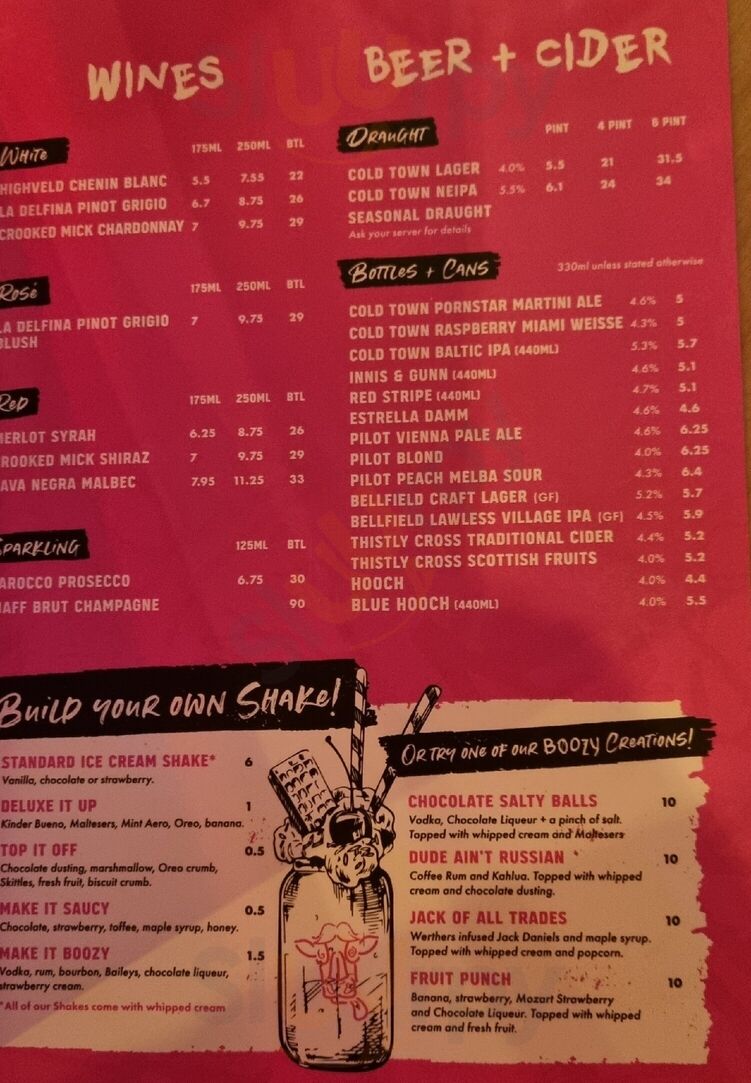 WINES
White 175ML 250ML BTL
HIGHVELD CHENIN BLANC 5.5 7.55 22
LA DELFINA PINOT GRIGIO 6.7 8.75 26
CROOKED MICK CHARDONNAY 7 9.75 29
Rosé 175ML 250ML BTL
LA DELFINA PINOT GRIGIO 7 9.75 29
BLUSH
Red 175ML 250ML BTL
MERLOT SYRAH 6.25 8.75 26
CROOKED MICK SHIRAZ 7 9.75 29
AVA NEGRA MALBEC 7.95 11.25 33
SPARKLING 125ML BTL
AROCCO PROSECCO 6.75 30
AFF BRUT CHAMPAGNE 90
BEER + CIDER
DRAUGHT PINT 4 PINT 6 PINT
COLD TOWN LAGER 4.0% 5.5 21 31.5
COLD TOWN NEIPA 5.5% 6.1 24 34
SEASONAL DRAUGHT
Ask your server for details
BOTTLES + CANS 330ml unless stated otherwise
COLD TOWN PORNSTAR MARTINI ALE 4.6% 5
COLD TOWN RASPBERRY MIAMI WEISSE 4.3% 5
COLD TOWN BALTIC IPA (440ML) 5.3% 5.7
INNIS & GUNN (440ML) 4.6% 5.1
RED STRIPE (440ML) 4.7% 5.1
ESTRELLA DAMM 4.6% 4.6
PILOT VIENNA PALE ALE 4.6% 6.25
PILOT BLOND 4.0% 6.25
PILOT PEACH MELBA SOUR 4.3% 6.4
BELLFIELD CRAFT LAGER (GF) 5.2% 5.7
BELLFIELD LAWLESS VILLAGE IPA (GF) 4.5% 5.9
THISTLY CROSS TRADITIONAL CIDER 4.4% 5.2
THISTLY CROSS SCOTTISH FRUITS 4.0% 5.2
HOOCH 4.0% 4.4
BLUE HOOCH (440ML) 4.0% 5.5
BUILD YOUR OWN SHAKE!
STANDARD ICE CREAM SHAKE* 6
Vanilla, chocolate or strawberry.
DELUXE IT UP 1
Kinder Bueno, Maltesers, Mint Aero, Oreo, banana.
TOP IT OFF 0.5
Chocolate dusting, marshmallow, Oreo crumb,
Skittles, fresh fruit, biscuit crumb.
MAKE IT SAUCY 0.5
Chocolate, strawberry, toffee, maple syrup, honey.
MAKE IT BOOZY 1.5
Vodka, rum, bourbon, Baileys, chocolate liqueur,
strawberry cream.
*All of our Shakes come with whipped cream
OR TRY ONE OF OUR BOOZY CREATIONS!
CHOCOLATE SALTY BALLS 10
Vodka, Chocolate Liqueur + a pinch of salt.
Topped with whipped cream and Maltesers
DUDE AIN'T RUSSIAN 10
Coffee Rum and Kahlua. Topped with whipped
cream and chocolate dusting.
JACK OF ALL TRADES 10
Werthers infused Jack Daniels and maple syrup.
Topped with whipped cream and popcorn.
FRUIT PUNCH 10
Banana, strawberry, Mozart Strawberry
and Chocolate Liqueur. Topped with whipped
cream and fresh fruit.